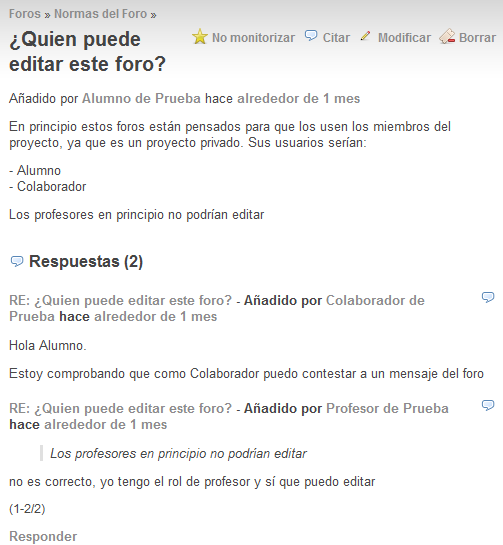 Foros » Normas del Foro »
¿Quien puede
editar este foro?
No monitorizar Citar Modificar Borrar
Añadido por Alumno de Prueba hace alrededor de 1 mes
En principio estos foros están pensados para que los usen los miembros del
proyecto, ya que es un proyecto privado. Sus usuarios serían:
- Alumno
- Colaborador
Los profesores en principio no podrían editar
Respuestas (2)
RE: ¿Quien puede editar este foro? - Añadido por Colaborador de
Prueba hace alrededor de 1 mes
Hola Alumno.
Estoy comprobando que como Colaborador puedo contestar a un mensaje del foro
RE: ¿Quien puede editar este foro? - Añadido por Profesor de Prueba
hace alrededor de 1 mes
Los profesores en principio no podrían editar
no es correcto, yo tengo el rol de profesor y sí que puedo editar
(1-2/2)
Responder